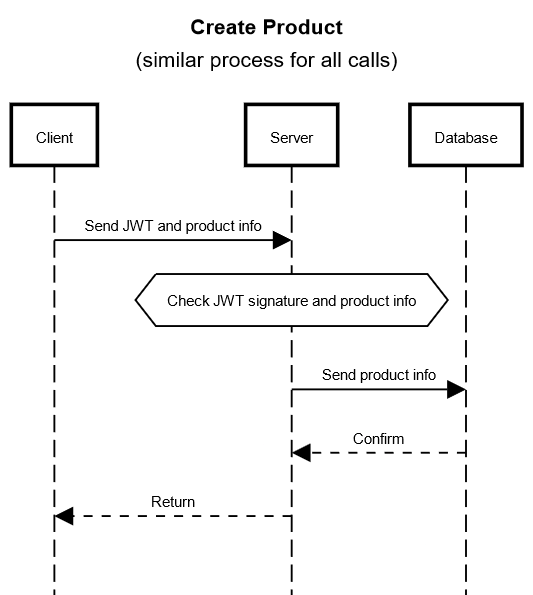 Create Product
(similar process for all calls)
Client
Server
Database
Send JWT and product info
Check JWT signature and product info
Send product info
Confirm
Return